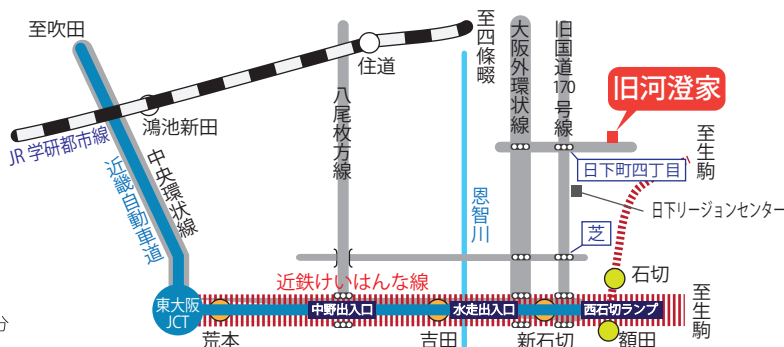 至吹田
住道
至四條畷
大阪外環状線
旧国道170号線
旧河澄家
鴻池新田
八尾枚方線
JR学研都市線
中央環状線
近畿自動車道
恩智川
日下町四丁目
至生駒
日下リージョンセンター
芝
近鉄けいはんな線
石切
東大阪
JCT
中野出入口
水走出入口
西石切ランプ
至生駒
分
荒本
吉田
新石切
額田